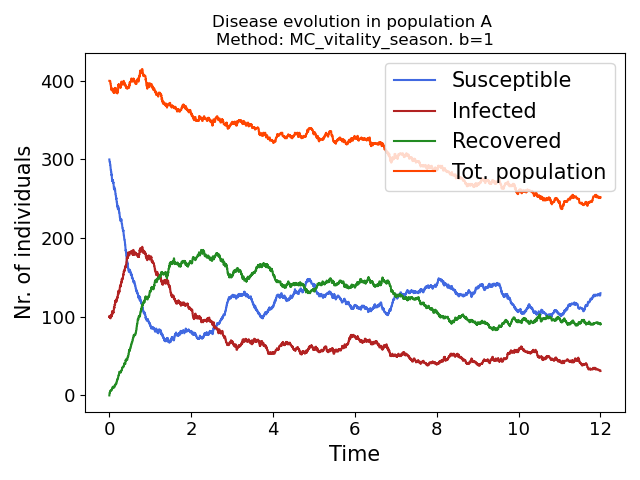 Disease evolution in population A
Method: MC_vitality_season. b=1
Susceptible
Infected
Recovered
Tot. population
Nr. of individuals
400
300
200
100
0
0 2 4 6 8 10 12
Time